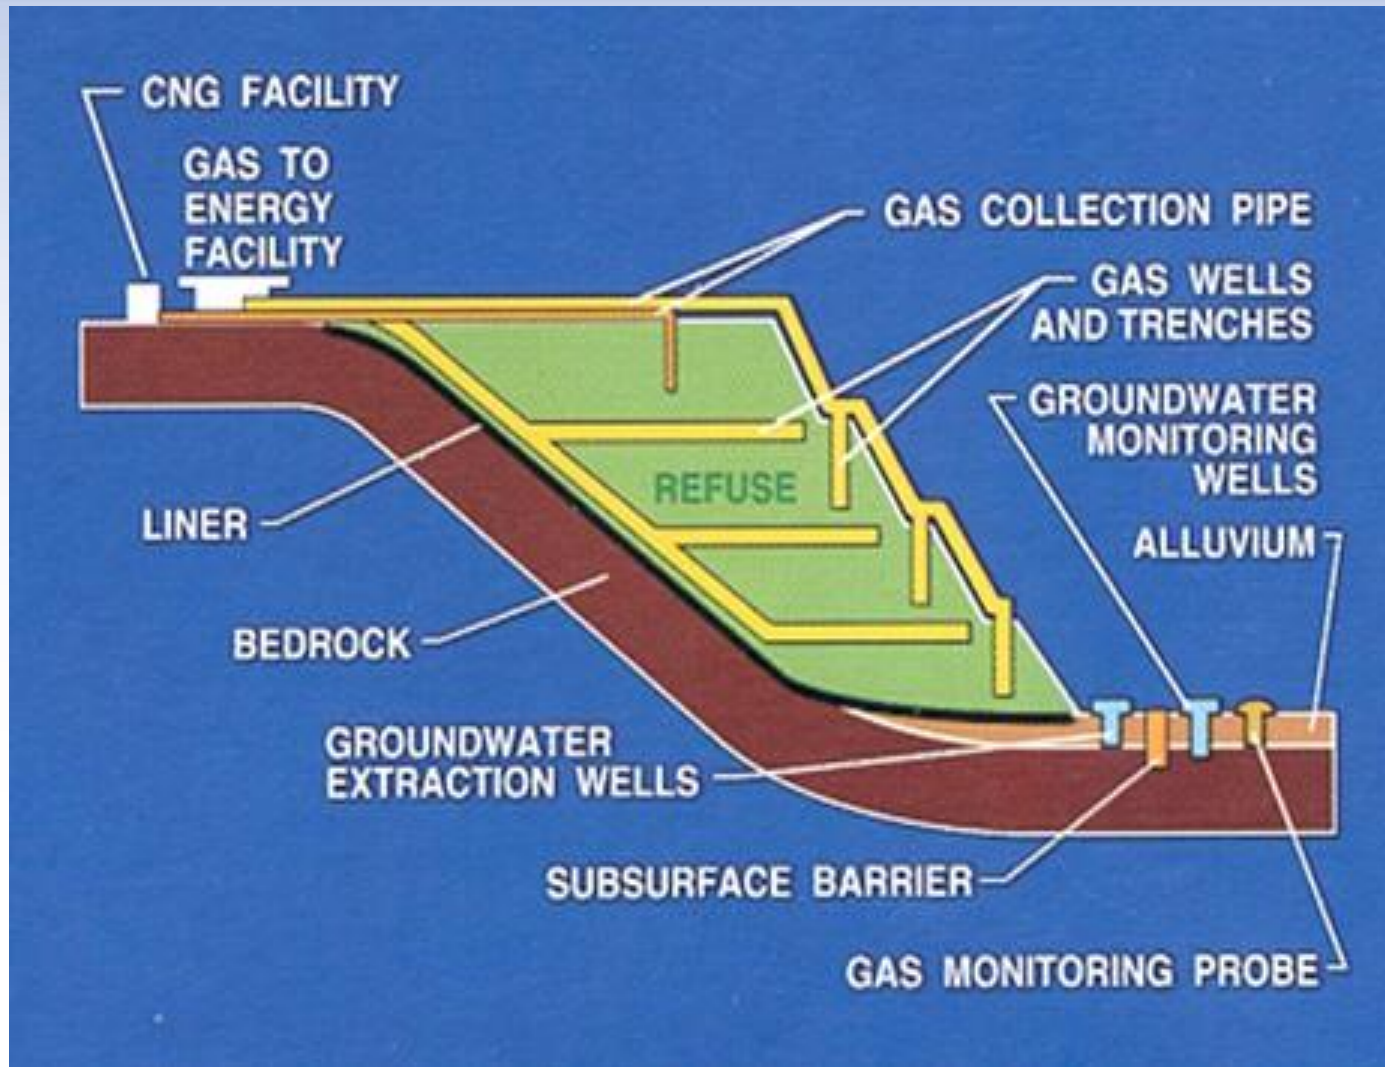 CNG FACILITY
GAS TO
ENERGY
FACILITY
GAS COLLECTION PIPE
GAS WELLS
AND TRENCHES
GROUNDWATER
MONITORING
WELLS
REFUSE
LINER
ALLUVIUM
BEDROCK
GROUNDWATER
EXTRACTION WELLS
SUBSURFACE BARRIER
GAS MONITORING PROBE